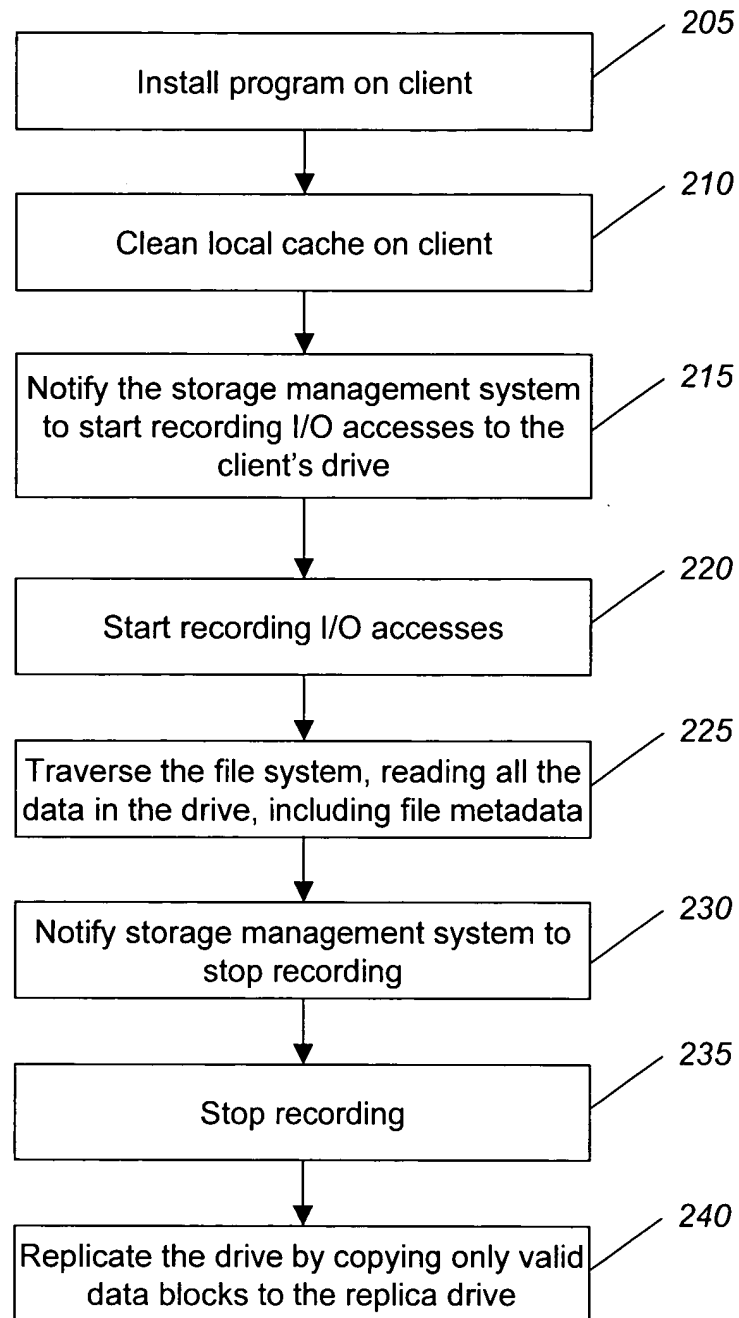 205
Install program on client
210
Clean local cache on client
215
Notify the storage management system
to start recording I/O accesses to the
client's drive
220
Start recording I/O accesses
225
Traverse the file system, reading all the
data in the drive, including file metadata
230
Notify storage management system to
stop recording
235
Stop recording
240
Replicate the drive by copying only valid
data blocks to the replica drive